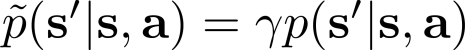 p̃(s′|s, a) = γp(s′|s, a)